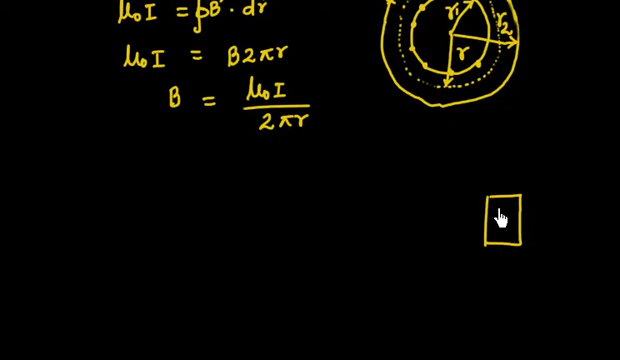 μ₀I = ∮B · dr
μ₀I = B2πr
B = μ₀I / 2πr
r₁
r₂
r